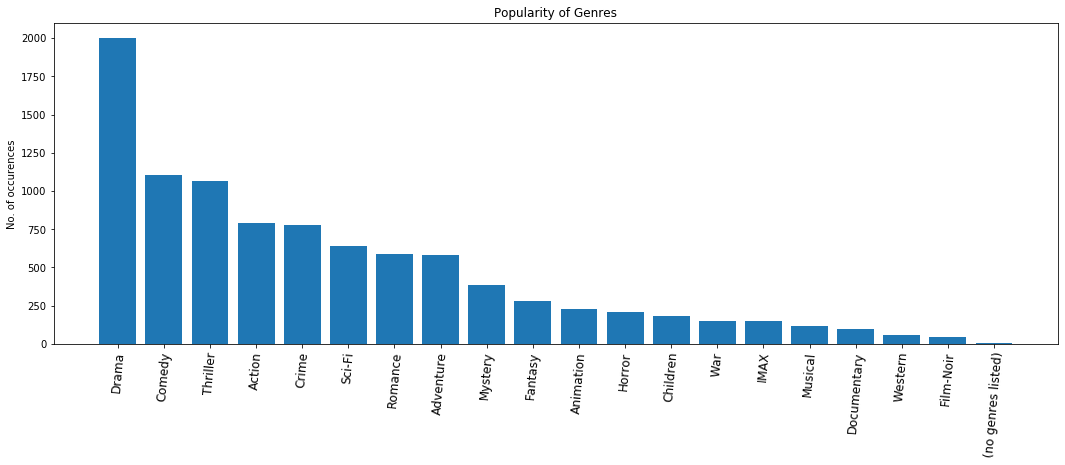 Popularity of Genres
No. of occurences
2000
1750
1500
1250
1000
750
500
250
0
Drama
Comedy
Thriller
Action
Crime
Sci-Fi
Romance
Adventure
Mystery
Fantasy
Animation
Horror
Children
War
IMAX
Musical
Documentary
Western
Film-Noir
(no genres listed)